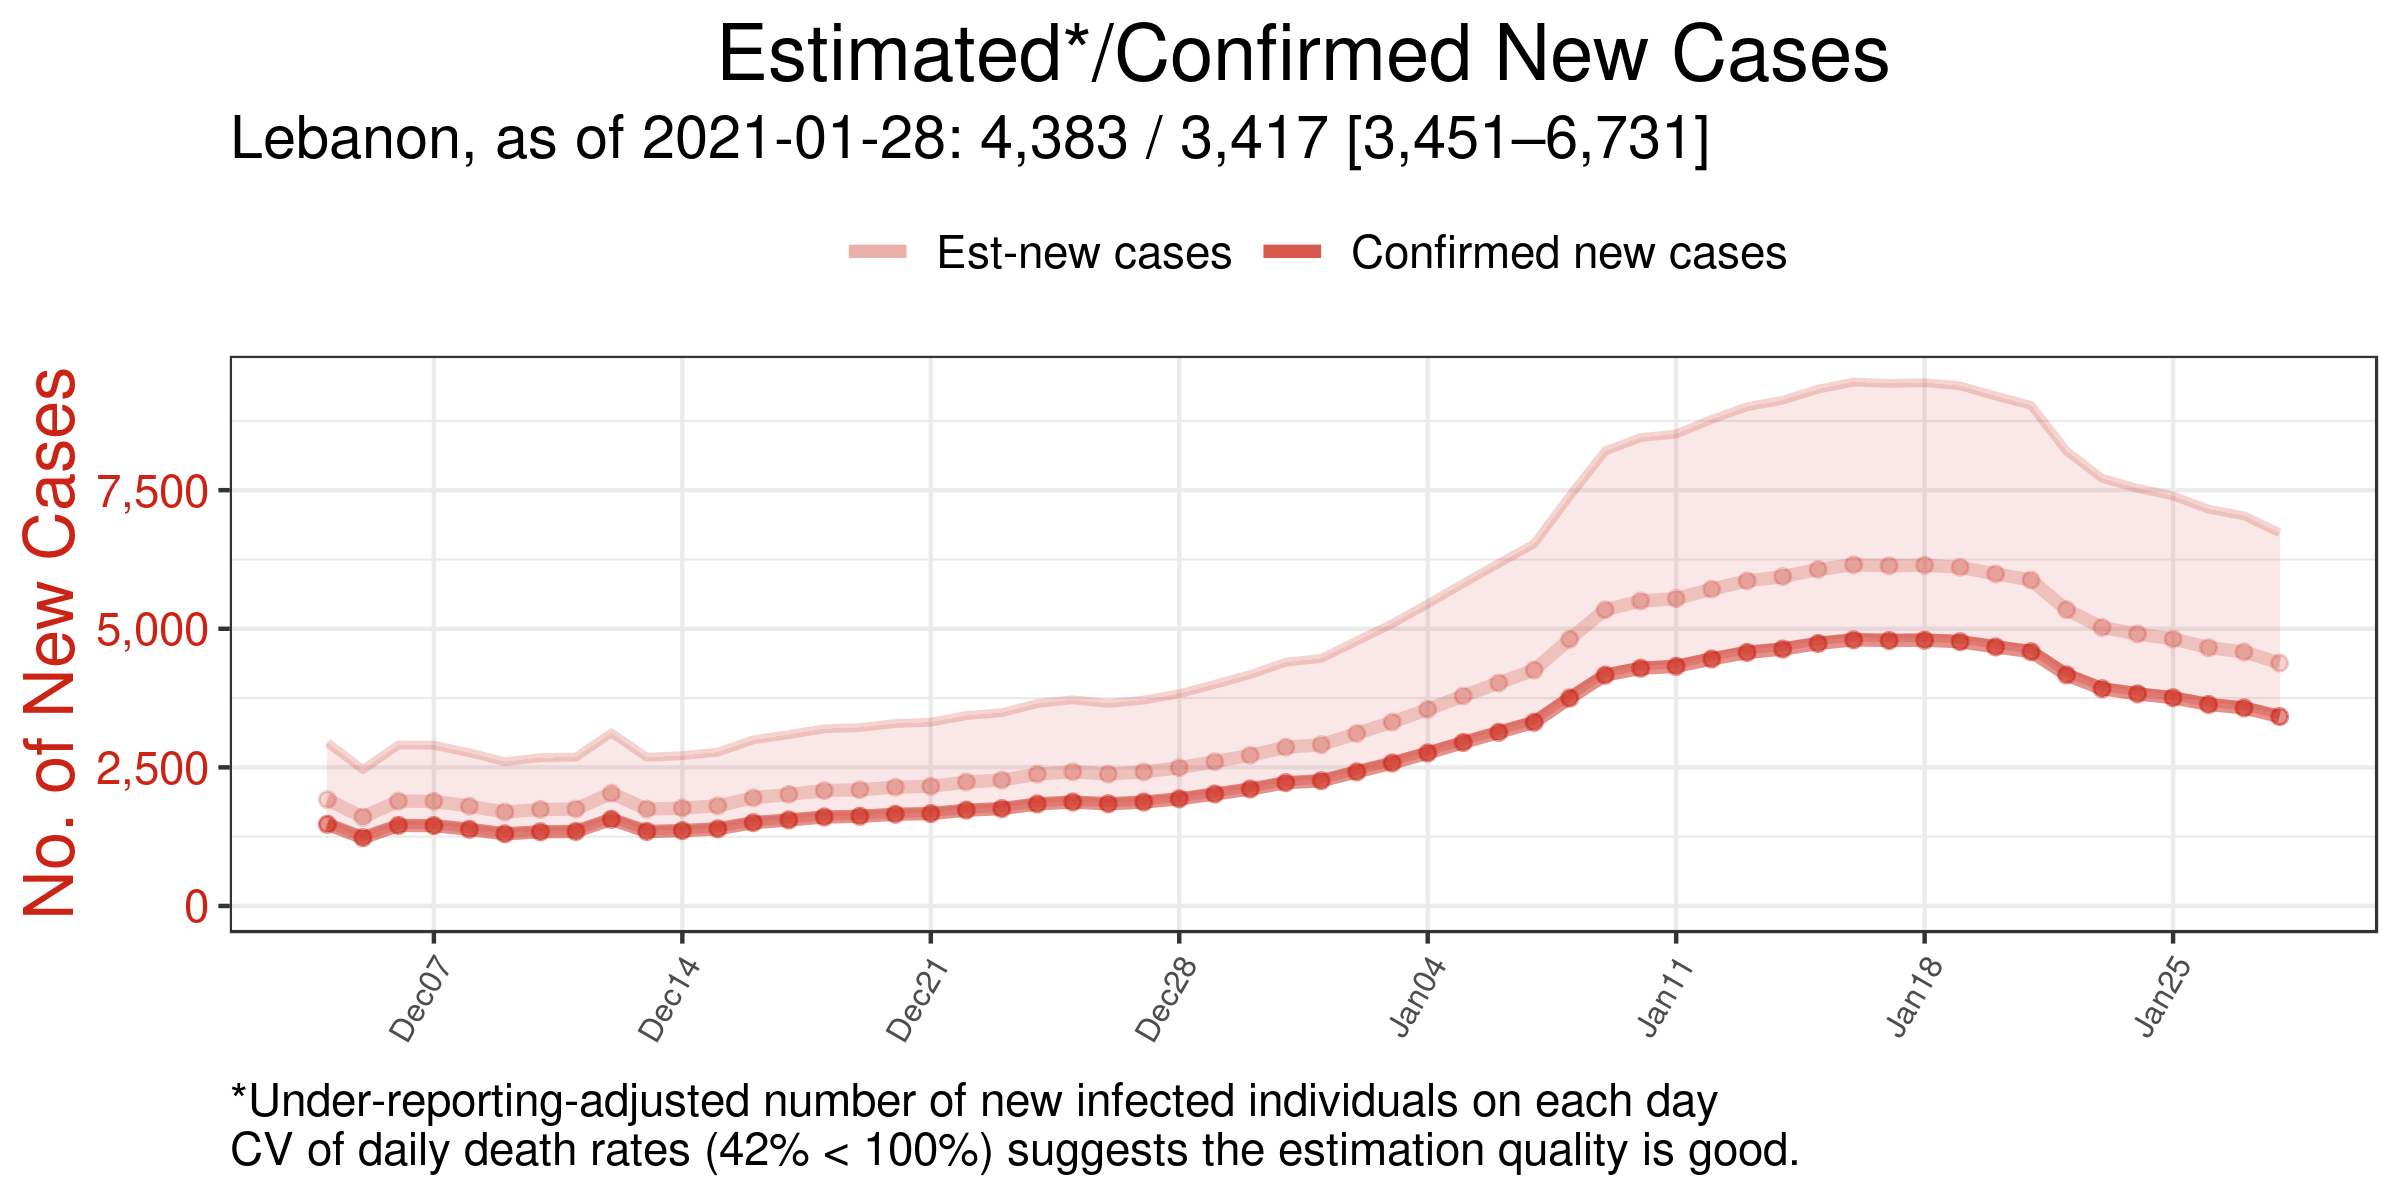 Estimated*/Confirmed New Cases
Lebanon, as of 2021-01-28: 4,383 / 3,417 [3,451–6,731]
Est-new cases
Confirmed new cases
No. of New Cases
7,500
5,000
2,500
0
Dec07
Dec14
Dec21
Dec28
Jan04
Jan11
Jan18
Jan25
*Under-reporting-adjusted number of new infected individuals on each day
CV of daily death rates (42% < 100%) suggests the estimation quality is good.